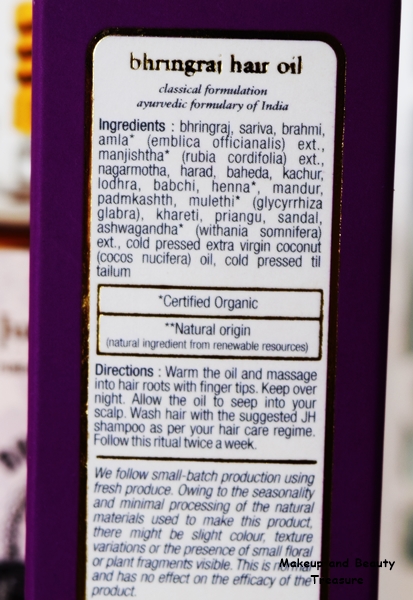 bhringraj hair oil
classical formulation
ayurvedic formulary of India
Ingredients : bhringraj, sariva, brahmi,
amla* (emblica officianalis) ext.,
manjishtha* (rubia cordifolia) ext.,
nagarmotha, harad, baheda, kachur,
lodhra, babchi, henna*, mandur,
padmkashth, mulethi* (glycyrrhiza
glabra), khareti, priangu, sandal,
ashwagandha* (withania somnifera)
ext., cold pressed extra virgin coconut
(cocos nucifera) oil, cold pressed til
tailum
*Certified Organic
**Natural origin
(natural ingredient from renewable resources)
Directions : Warm the oil and massage
into hair roots with finger tips. Keep over
night. Allow the oil to seep into your
scalp. Wash hair with the suggested JH
shampoo as per your hair care regime.
Follow this ritual twice a week.
We follow small-batch production using
fresh produce. Owing to the seasonality
and minimal processing of the natural
materials used to make this product,
there might be slight colour, texture
variations or the presence of small floral
or plant fragments visible. This is normal
and has no effect on the efficacy of the
product.
Makeup and Beauty
Treasure